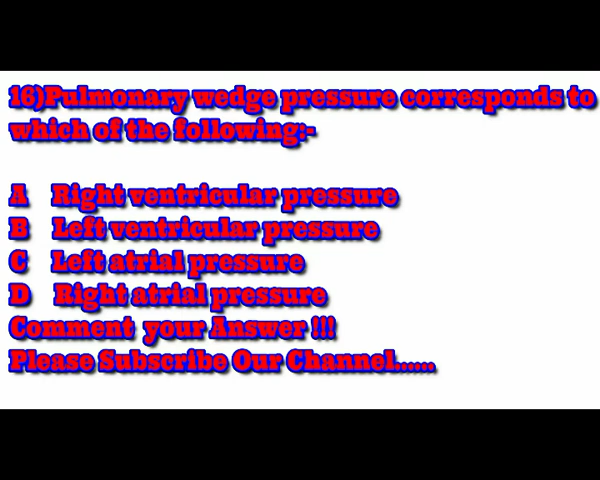 16)Pulmonary wedge pressure corresponds to
which of the following:-
A Right ventricular pressure
B Left ventricular pressure
C Left atrial pressure
D Right atrial pressure
Comment your Answer !!!
Please Subscribe Our Channel......